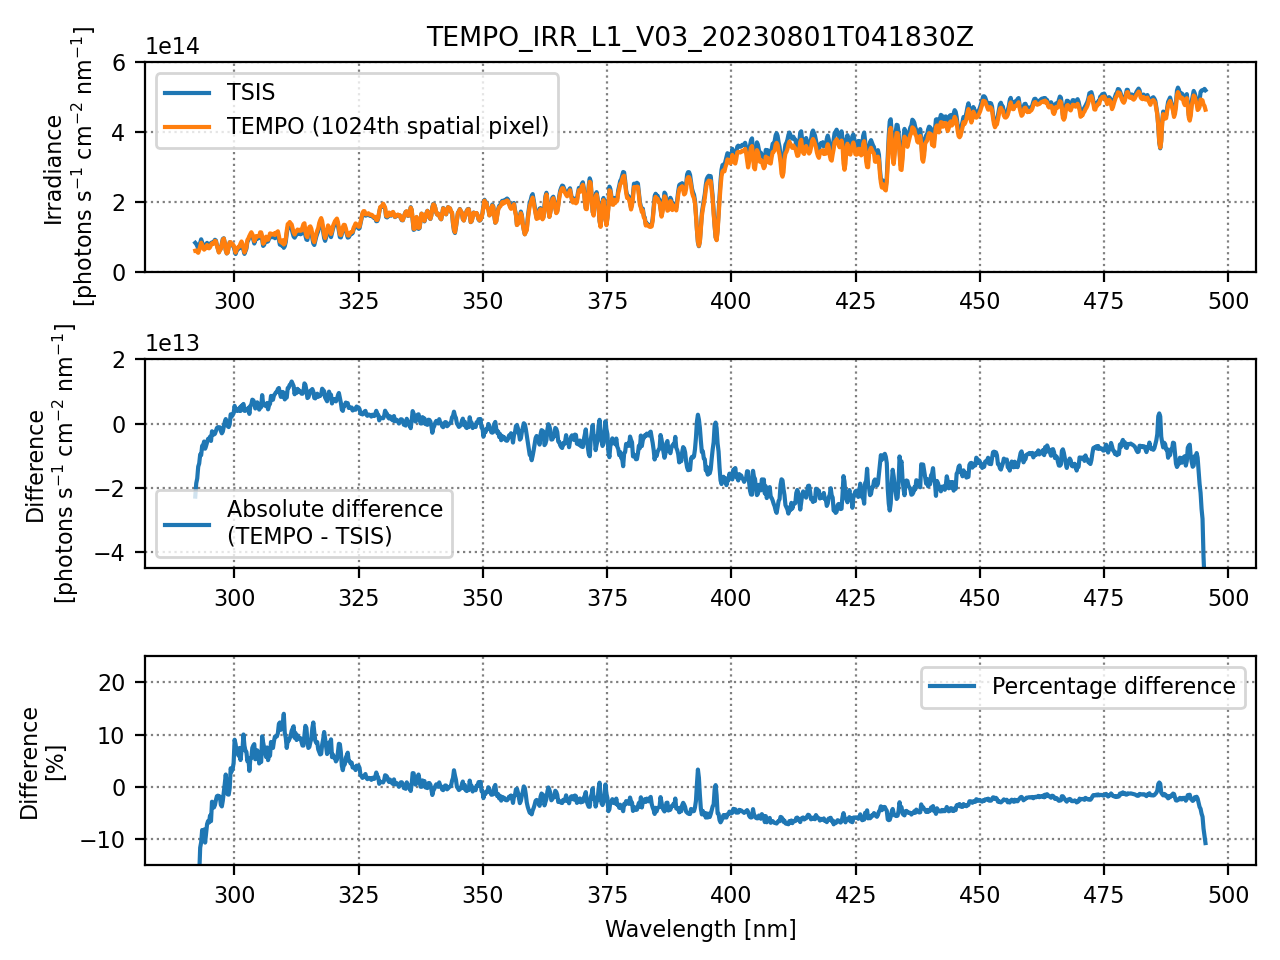 TEMPO_IRR_L1_V03_20230801T041830Z
1e14
6
4
2
0
Irradiance
[photons s⁻¹ cm⁻² nm⁻¹]
TSIS
TEMPO (1024th spatial pixel)
300 325 350 375 400 425 450 475 500
1e13
2
0
−2
−4
Difference
[photons s⁻¹ cm⁻² nm⁻¹]
Absolute difference
(TEMPO - TSIS)
300 325 350 375 400 425 450 475 500
20
10
0
−10
Difference
[%]
Percentage difference
300 325 350 375 400 425 450 475 500
Wavelength [nm]